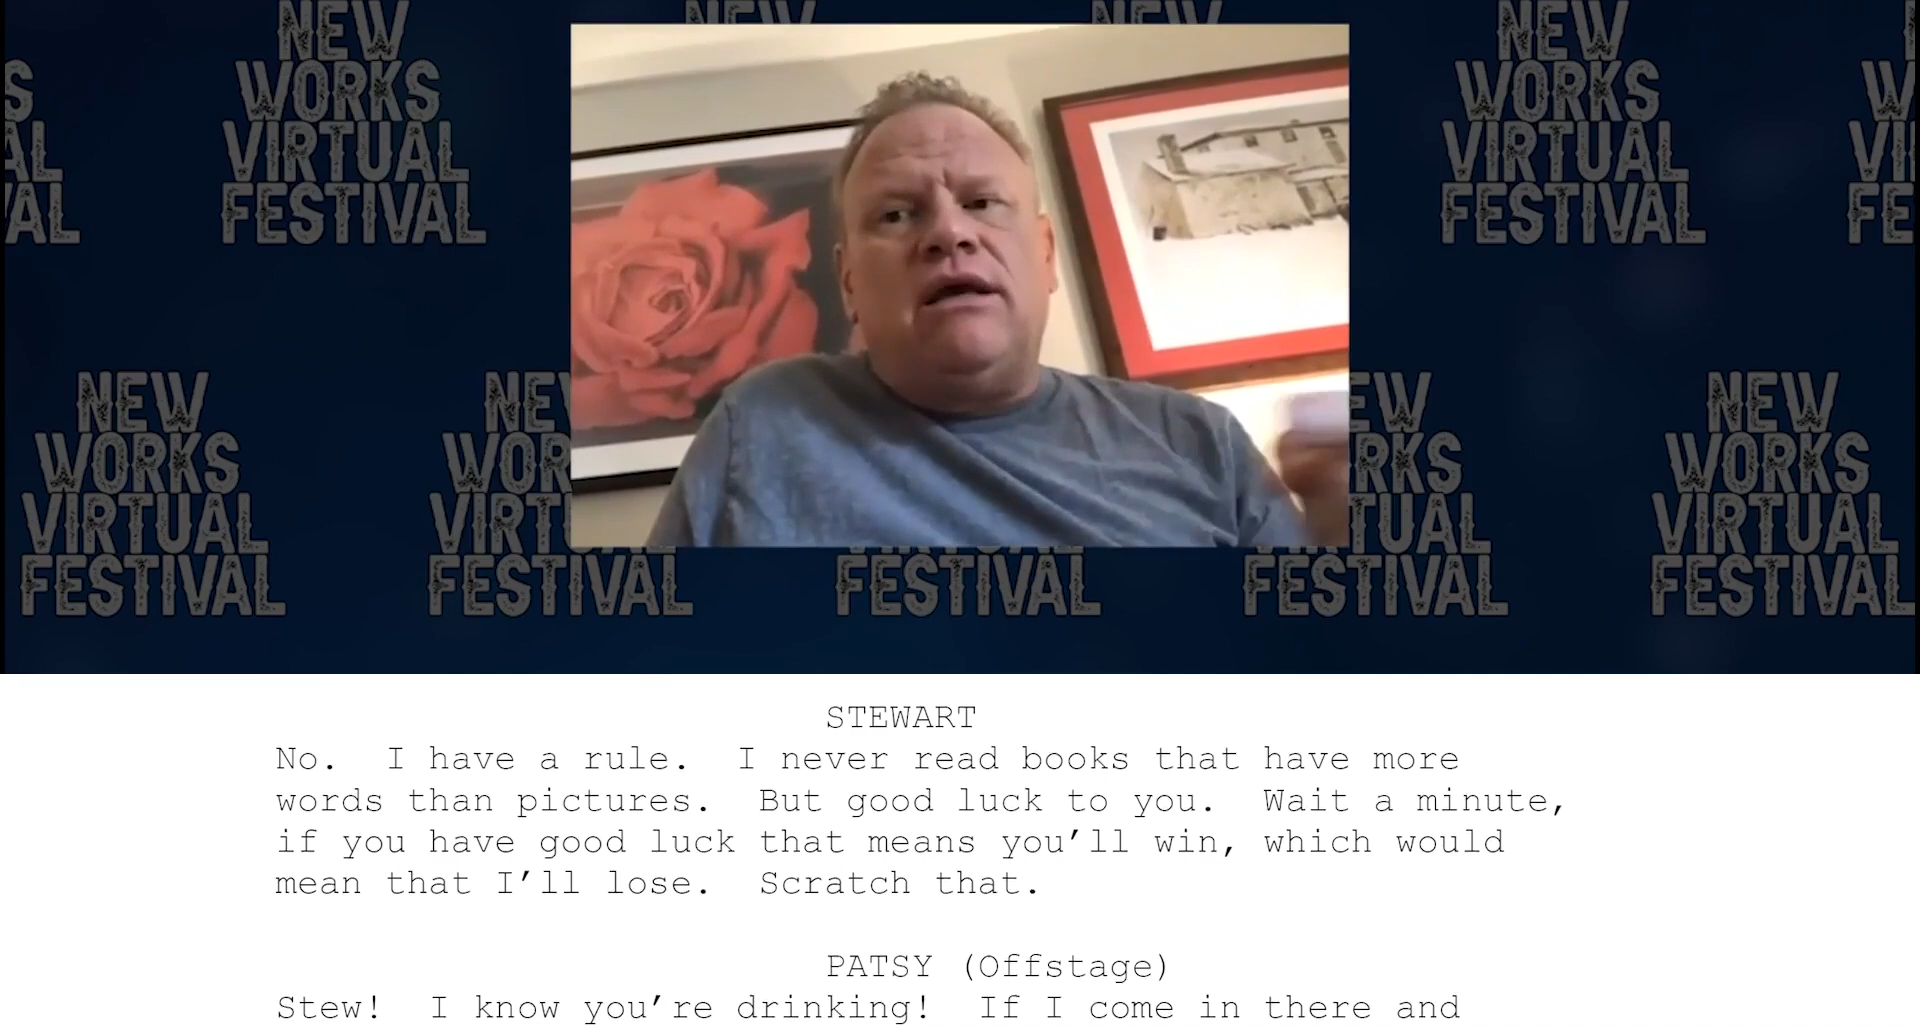 NEW
WORKS
VIRTUAL
FESTIVAL
NEW
WORKS
VIRTUAL
FESTIVAL
NEW
WORKS
VIRTUAL
FESTIVAL
FESTIVAL
FESTIVAL
FESTIVAL
NEW
WORKS
VIRTUAL
FESTIVAL
STEWART
No. I have a rule. I never read books that have more
words than pictures. But good luck to you. Wait a minute,
if you have good luck that means you’ll win, which would
mean that I’ll lose. Scratch that.
PATSY (Offstage)
Stew! I know you’re drinking! If I come in there and